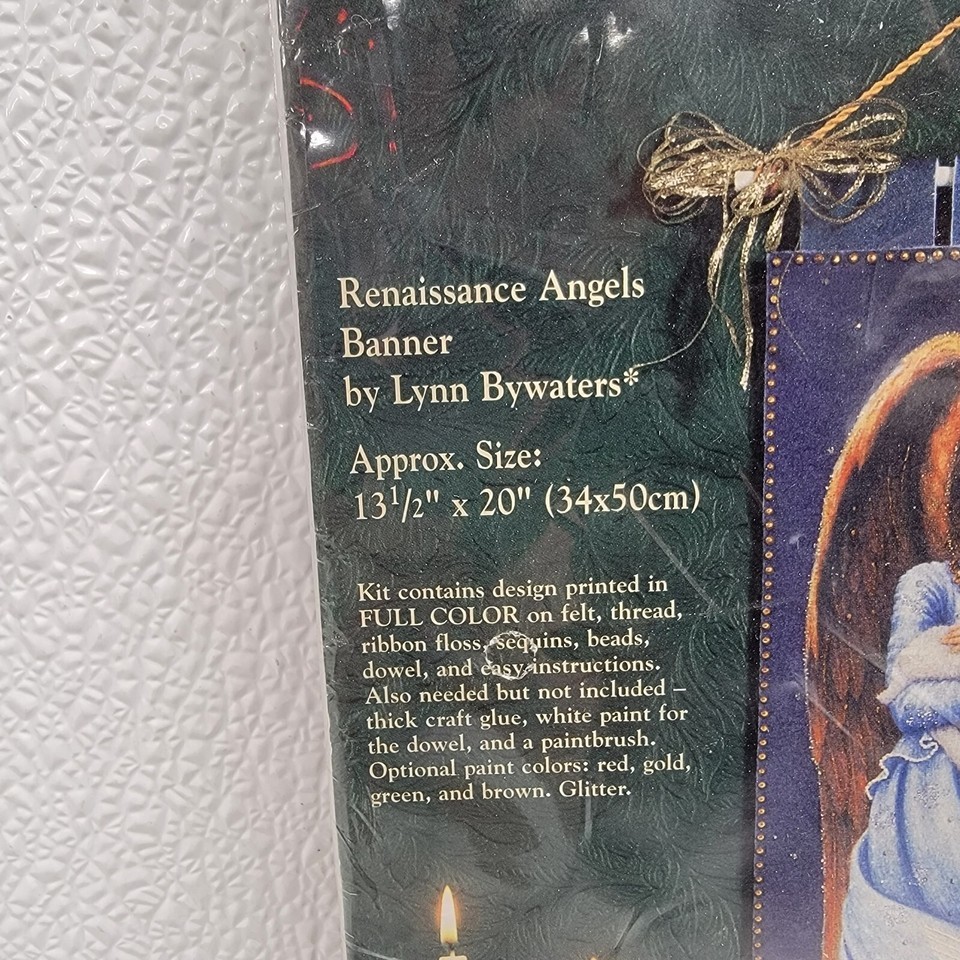 Renaissance Angels
Banner
by Lynn Bywaters*
Approx. Size:
13 1/2" x 20" (34x50cm)
Kit contains design printed in
FULL COLOR on felt, thread,
ribbon floss, sequins, beads,
dowel, and easy instructions.
Also needed but not included –
thick craft glue, white paint for
the dowel, and a paintbrush.
Optional paint colors: red, gold,
green, and brown. Glitter.